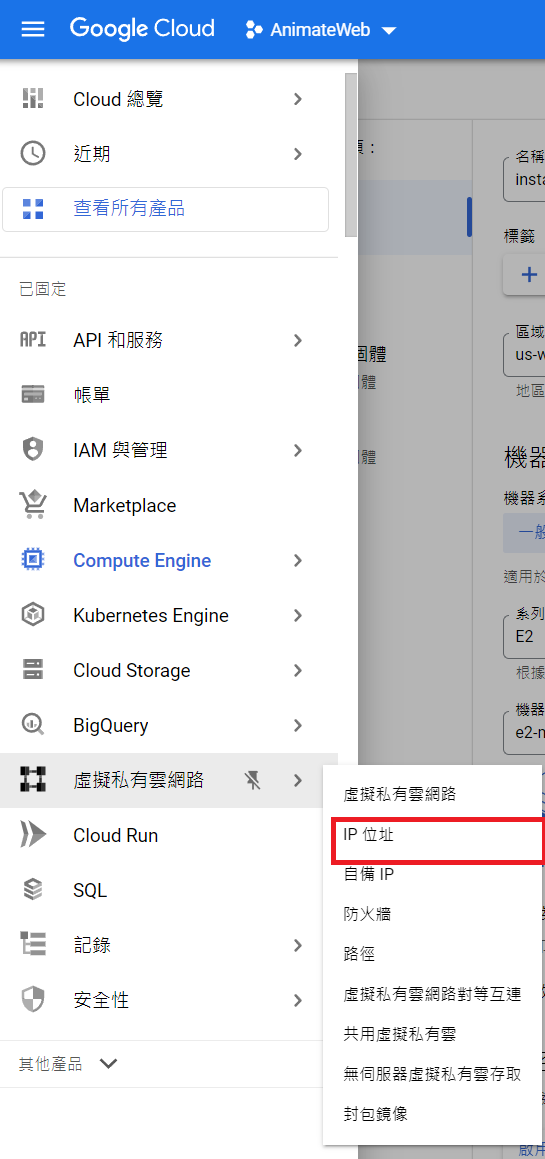 Google Cloud
AnimateWeb
Cloud 總覽
近期
查看所有產品
已固定
API API 和服務
帳單
IAM 與管理
Marketplace
Compute Engine
Kubernetes Engine
Cloud Storage
BigQuery
虛擬私有雲網路
Cloud Run
SQL
記錄
安全性
其他產品
虛擬私有雲網路
IP 位址
自備 IP
防火牆
路徑
虛擬私有雲網路對等互連
共用虛擬私有雲
無伺服器虛擬私有雲存取
封包鏡像
：
固體
體
體
名稱
insta
標籤
區域
us-w
地區
機器
機器系
一般
適用於
系列
E2
根據
機器
e2-n
啟用